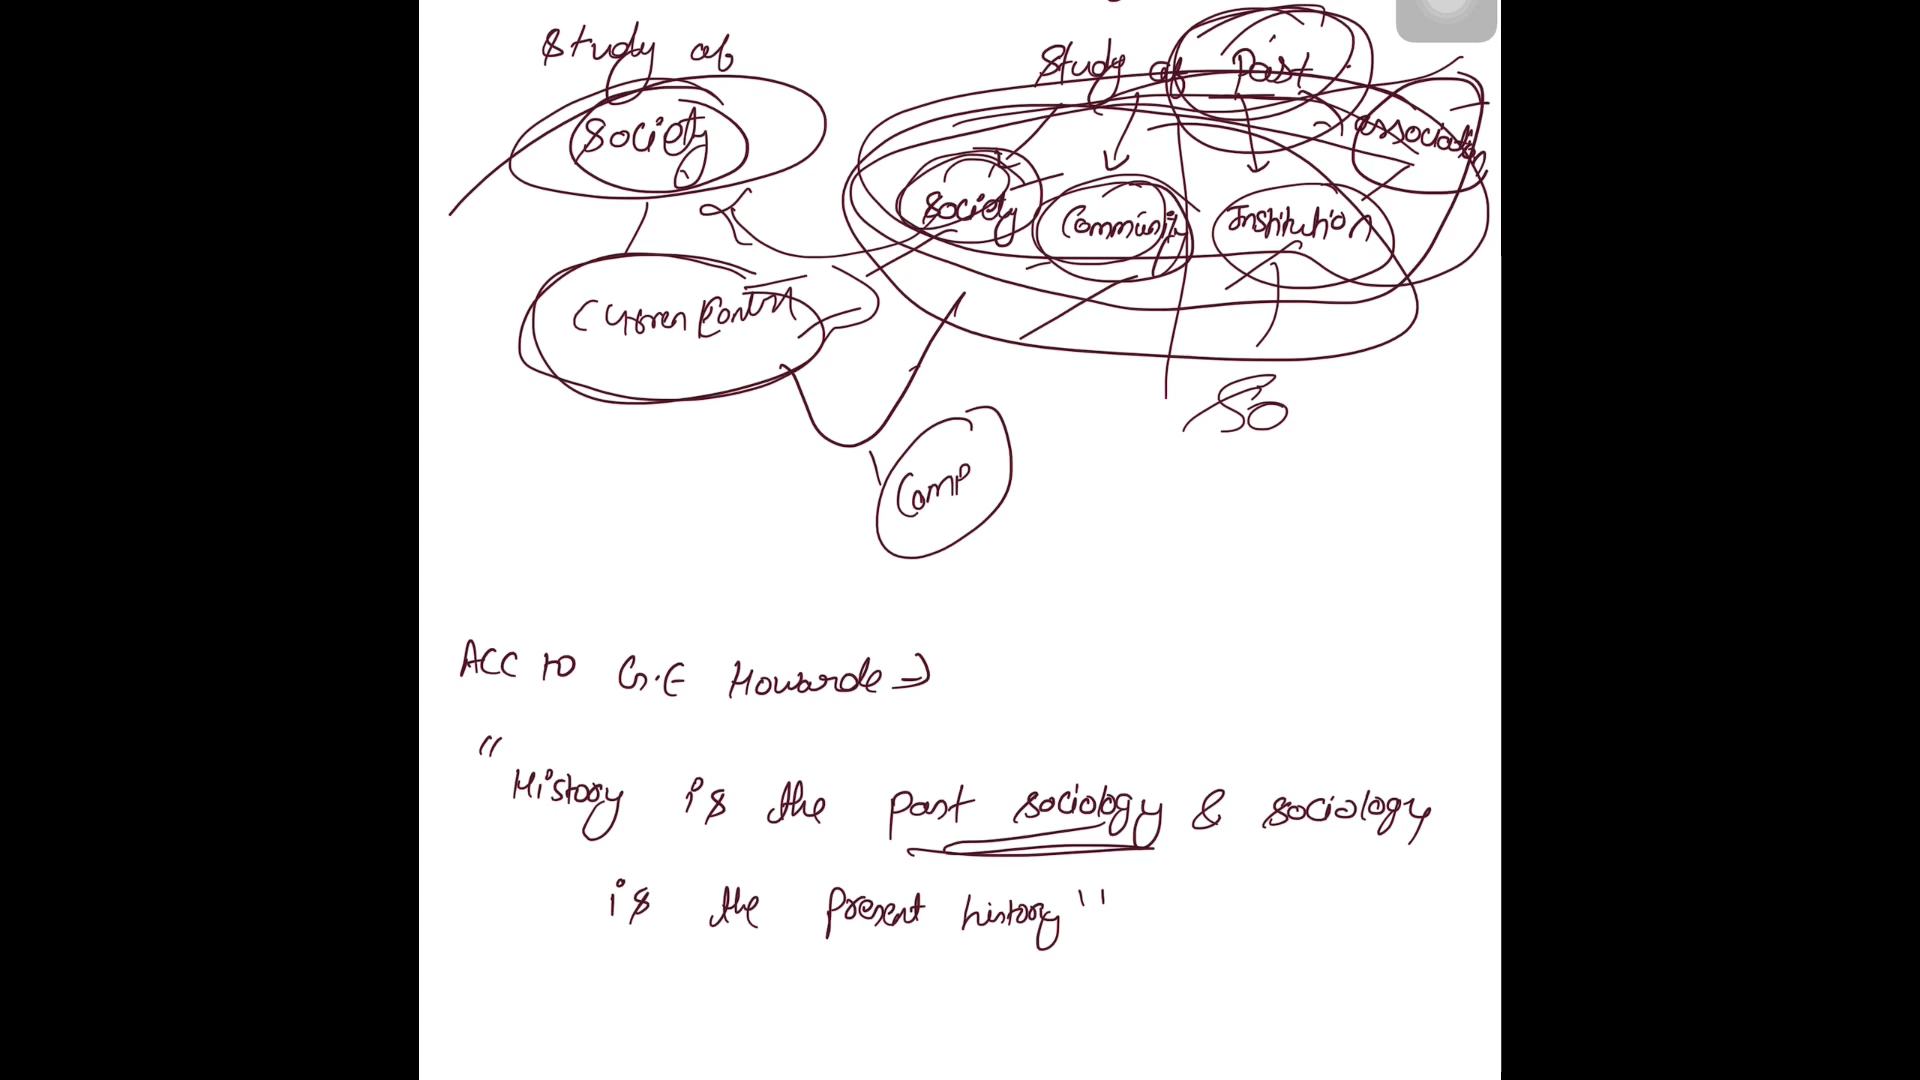 Study of
Study of Past
Society
Association
Society Community Institution
Current Context
So
Comp
ACC to G.E Howarde →
"History is the past sociology & sociology
is the present history"